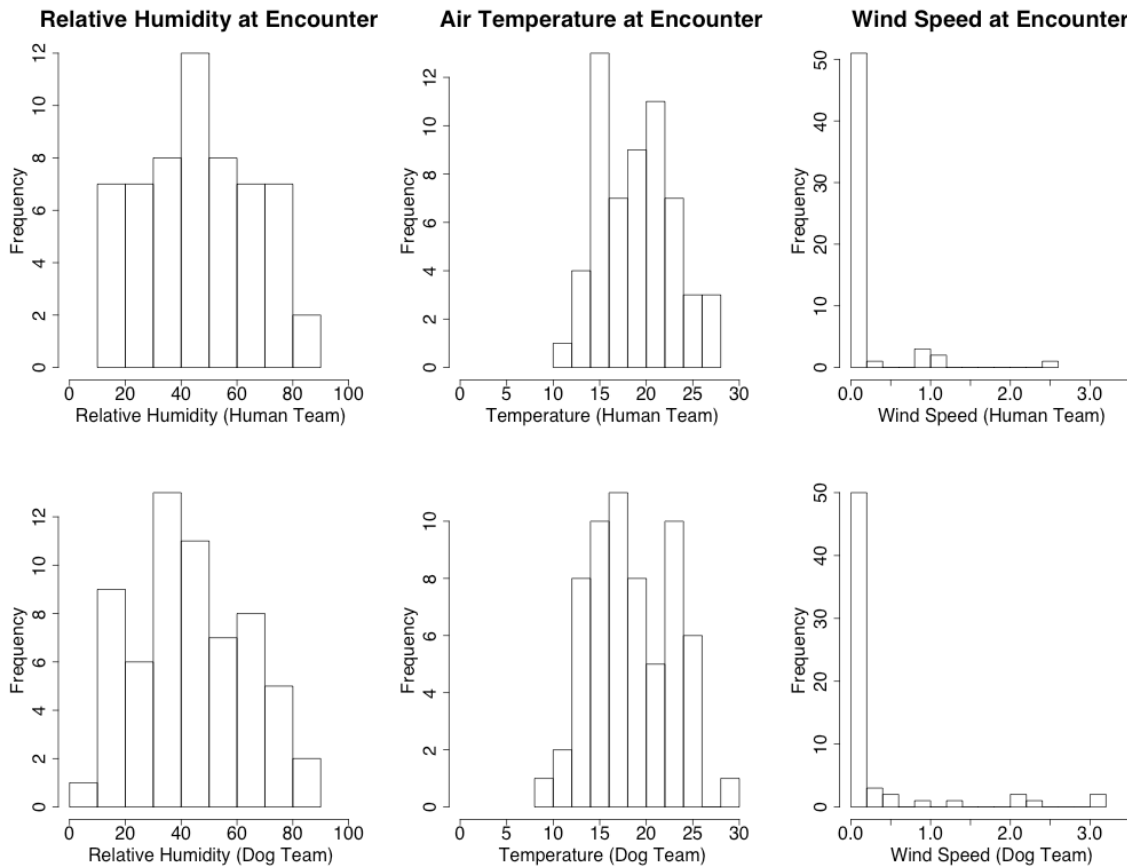 Relative Humidity at Encounter
Frequency
0 2 4 6 8 10 12
0 20 40 60 80 100
Relative Humidity (Human Team)
Air Temperature at Encounter
Frequency
0 2 4 6 8 10 12
0 5 10 15 20 25 30
Temperature (Human Team)
Wind Speed at Encounter
Frequency
0 10 20 30 40 50
0.0 1.0 2.0 3.0
Wind Speed (Human Team)
Frequency
0 2 4 6 8 10 12
0 20 40 60 80 100
Relative Humidity (Dog Team)
Frequency
0 2 4 6 8 10
0 5 10 15 20 25 30
Temperature (Dog Team)
Frequency
0 10 20 30 40 50
0.0 1.0 2.0 3.0
Wind Speed (Dog Team)